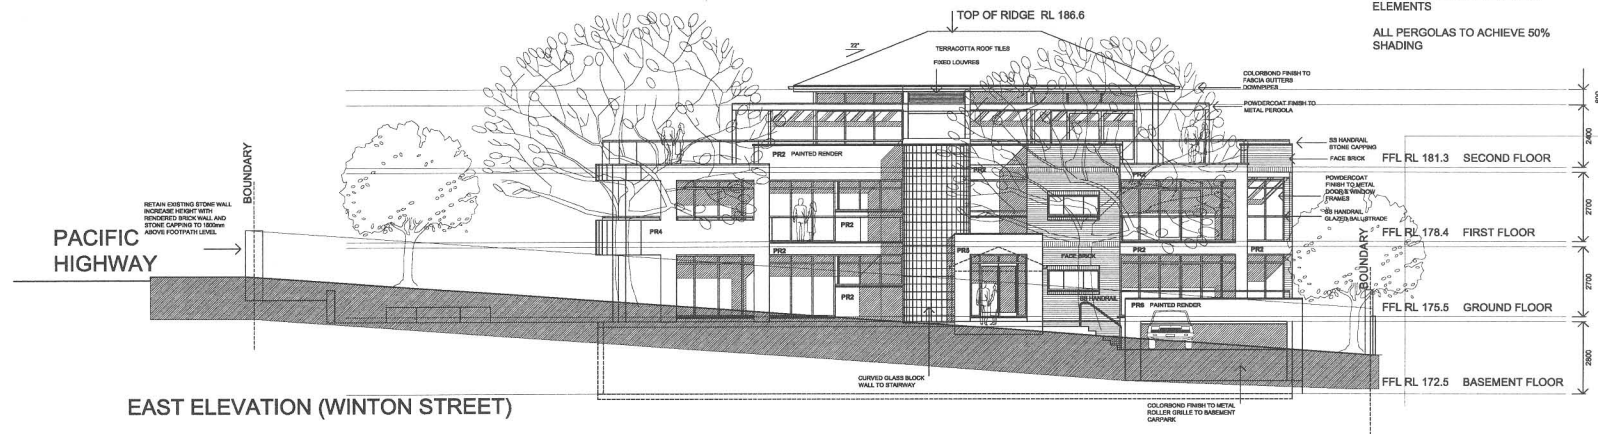 ELEMENTS
ALL PERGOLAS TO ACHIEVE 50%
SHADING
TOP OF RIDGE RL 186.6
22°
TERRACOTTA ROOF TILES
FIXED LOUVRES
COLORBOND FINISH TO
FASCIA GUTTERS
DOWNPIPES
POWDERCOAT FINISH TO
METAL PERGOLA
SS HANDRAIL
STONE CAPPING
FACE BRICK
FFL RL 181.3 SECOND FLOOR
2400
PR2 PAINTED RENDER
PR2
PR2
POWDERCOAT
FINISH TO METAL
DOOR & WINDOW
FRAMES
SS HANDRAIL
GLAZED BALUSTRADE
2700
BOUNDARY
RETAIN EXISTING STONE WALL
INCREASE HEIGHT WITH
RENDERED BRICK WALL AND
STONE CAPPING TO 1800mm
ABOVE FOOTPATH LEVEL
PACIFIC
HIGHWAY
PR4
PR2
FFL RL 178.4 FIRST FLOOR
PR2
PR5
FACE BRICK
PR2
PR2
BOUNDARY
2700
PR2
SS HANDRAIL
PR6 PAINTED RENDER
FFL RL 175.5 GROUND FLOOR
2800
CURVED GLASS BLOCK
WALL TO STAIRWAY
FFL RL 172.5 BASEMENT FLOOR
EAST ELEVATION (WINTON STREET)
COLORBOND FINISH TO METAL
ROLLER GRILLE TO BASEMENT
CARPARK